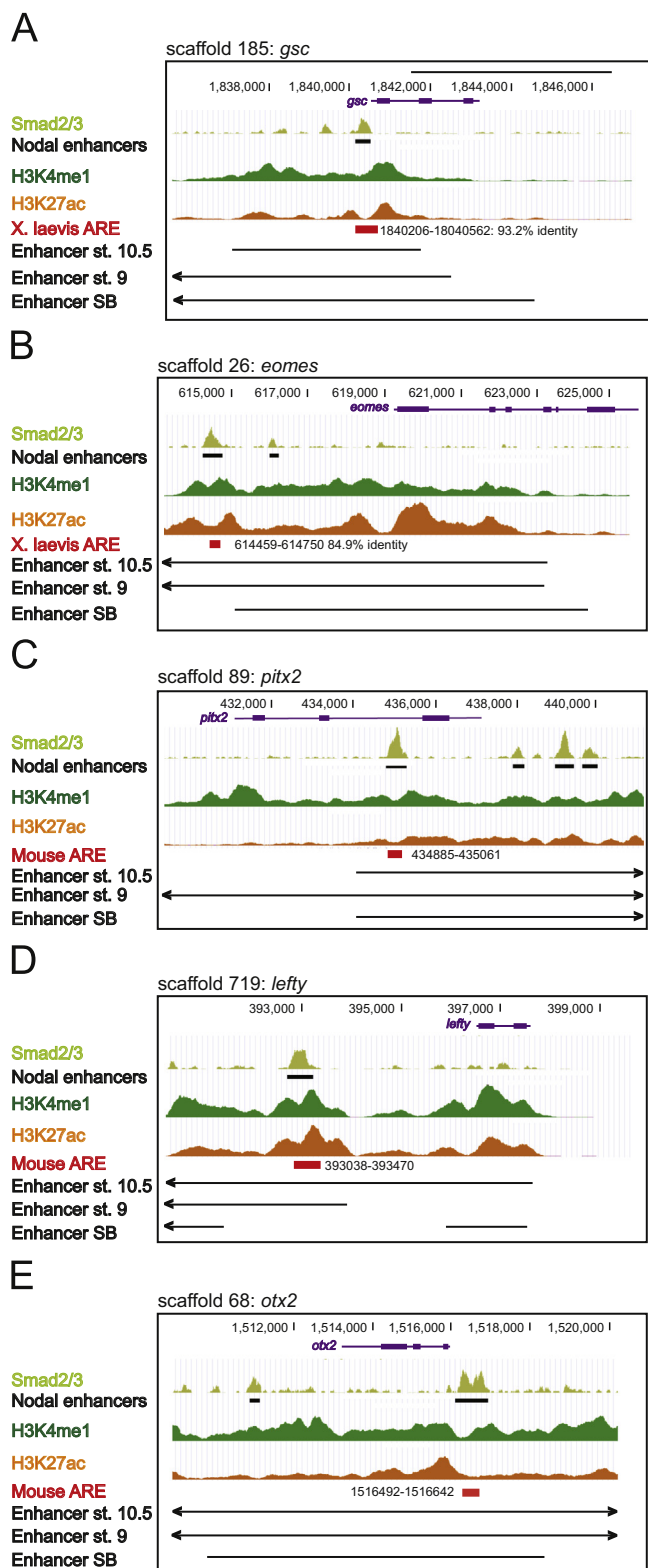 A
scaffold 185: gsc
1,838,000 1,840,000 1,842,000 1,844,000 1,846,000
gsc
Smad2/3
Nodal enhancers
H3K4me1
H3K27ac
X. laevis ARE 1840206-18040562: 93.2% identity
Enhancer st. 10.5
Enhancer st. 9
Enhancer SB
B
scaffold 26: eomes
615,000 617,000 619,000 621,000 623,000 625,000
eomes
Smad2/3
Nodal enhancers
H3K4me1
H3K27ac
X. laevis ARE 614459-614750 84.9% identity
Enhancer st. 10.5
Enhancer st. 9
Enhancer SB
C
scaffold 89: pitx2
432,000 434,000 436,000 438,000 440,000
pitx2
Smad2/3
Nodal enhancers
H3K4me1
H3K27ac
Mouse ARE 434885-435061
Enhancer st. 10.5
Enhancer st. 9
Enhancer SB
D
scaffold 719: lefty
393,000 395,000 397,000 399,000
lefty
Smad2/3
Nodal enhancers
H3K4me1
H3K27ac
Mouse ARE 393038-393470
Enhancer st. 10.5
Enhancer st. 9
Enhancer SB
E
scaffold 68: otx2
1,512,000 1,514,000 1,516,000 1,518,000 1,520,000
otx2
Smad2/3
Nodal enhancers
H3K4me1
H3K27ac
Mouse ARE 1516492-1516642
Enhancer st. 10.5
Enhancer st. 9
Enhancer SB